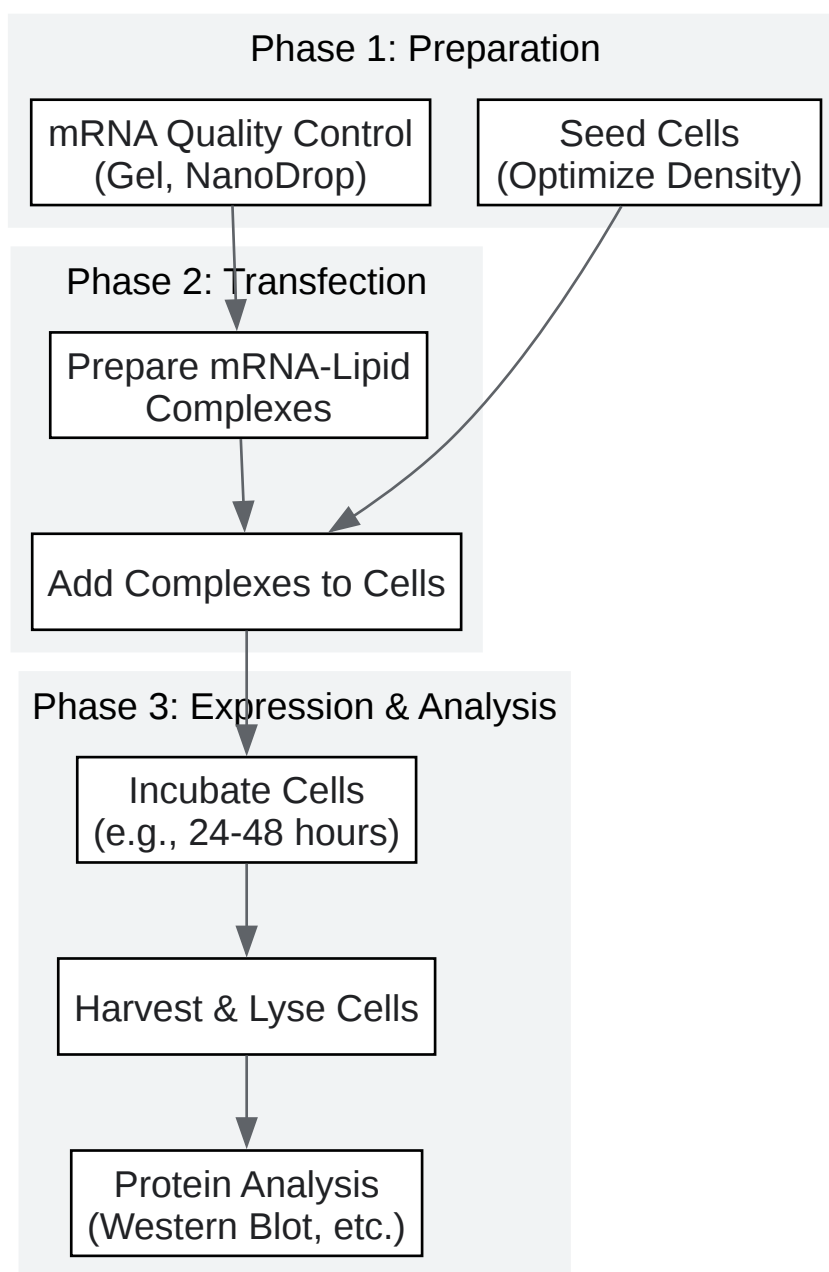 Phase 1: Preparation
mRNA Quality Control
(Gel, NanoDrop)
Seed Cells
(Optimize Density)
Phase 2: Transfection
Prepare mRNA-Lipid
Complexes
Add Complexes to Cells
Phase 3: Expression & Analysis
Incubate Cells
(e.g., 24-48 hours)
Harvest & Lyse Cells
Protein Analysis
(Western Blot, etc.)